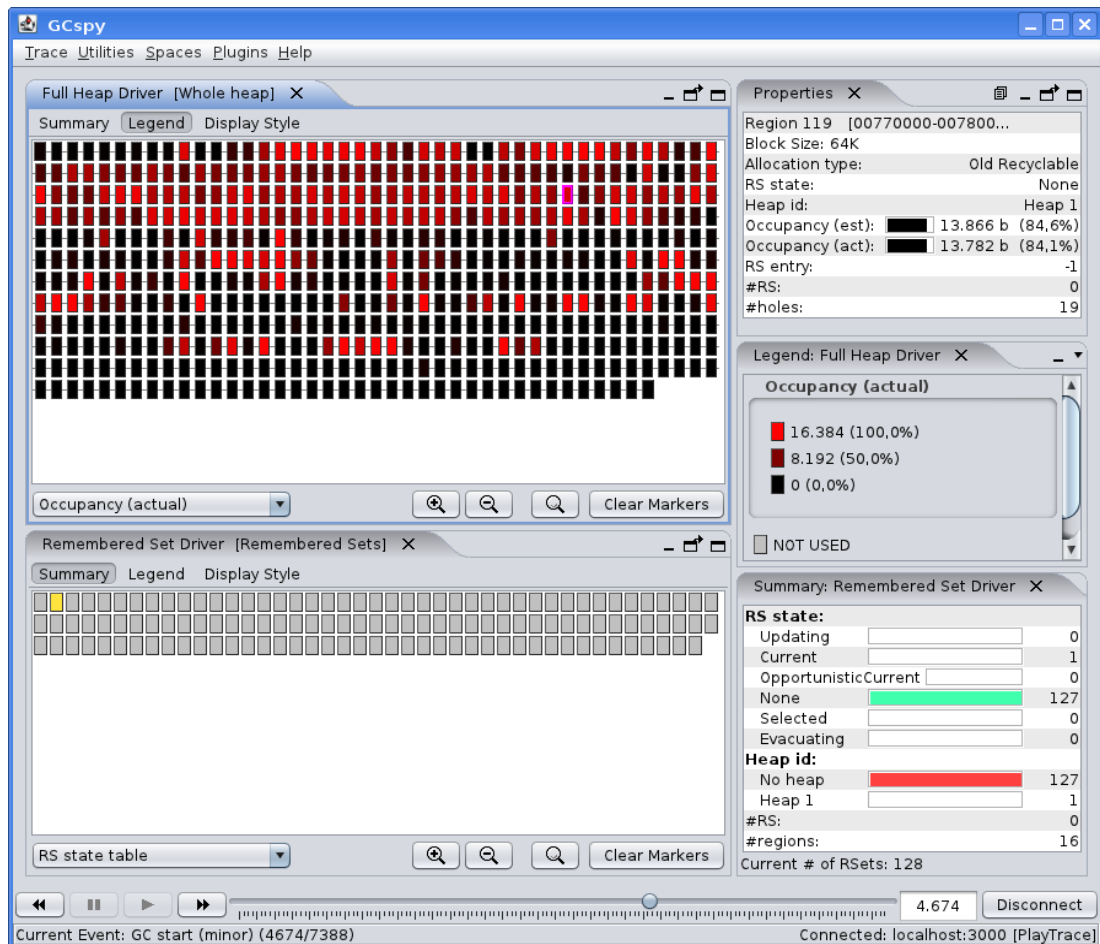 GCspy
Trace Utilities Spaces Plugins Help
Full Heap Driver [Whole heap]
Summary Legend Display Style
Occupancy (actual)
Clear Markers
Remembered Set Driver [Remembered Sets]
Summary Legend Display Style
RS state table
Clear Markers
Properties
Region 119 [00770000-007800...
Block Size: 64K
Allocation type: Old Recyclable
RS state: None
Heap id: Heap 1
Occupancy (est): 13.866 b (84,6%)
Occupancy (act): 13.782 b (84,1%)
RS entry: -1
#RS: 0
#holes: 19
Legend: Full Heap Driver
Occupancy (actual)
16.384 (100,0%)
8.192 (50,0%)
0 (0,0%)
NOT USED
Summary: Remembered Set Driver
RS state:
Updating 0
Current 1
OpportunisticCurrent 0
None 127
Selected 0
Evacuating 0
Heap id:
No heap 127
Heap 1 1
#RS: 0
#regions: 16
Current # of RSets: 128
4.674 Disconnect
Current Event: GC start (minor) (4674/7388) Connected: localhost:3000 [PlayTrace]